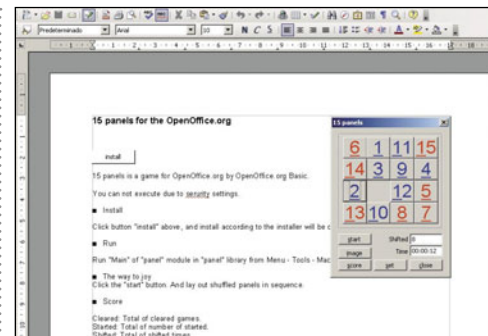 Predeterminado
Arial
10
N C S
15 panels for the OpenOffice.org
install
15 panels is a game for OpenOffice.org by OpenOffice.org Basic.
You can not execute due to serurity settings.
■ Install
Click button "install" above, and install according to the installer will be c
■ Run
Run "Main" of "panel" module in "panel" library from Menu - Tools - Mac
■ The way to joy
Click the "start" button. And lay out shuffled panels in sequence.
■ Score
Cleared: Total of cleared games.
Started: Total of number of started.
Shifted: Total of shifted times.
15 panels
6 1 11 15
14 3 9 4
2 12 5
13 10 8 7
start Shifted 8
image Time 00:00:12
score get close